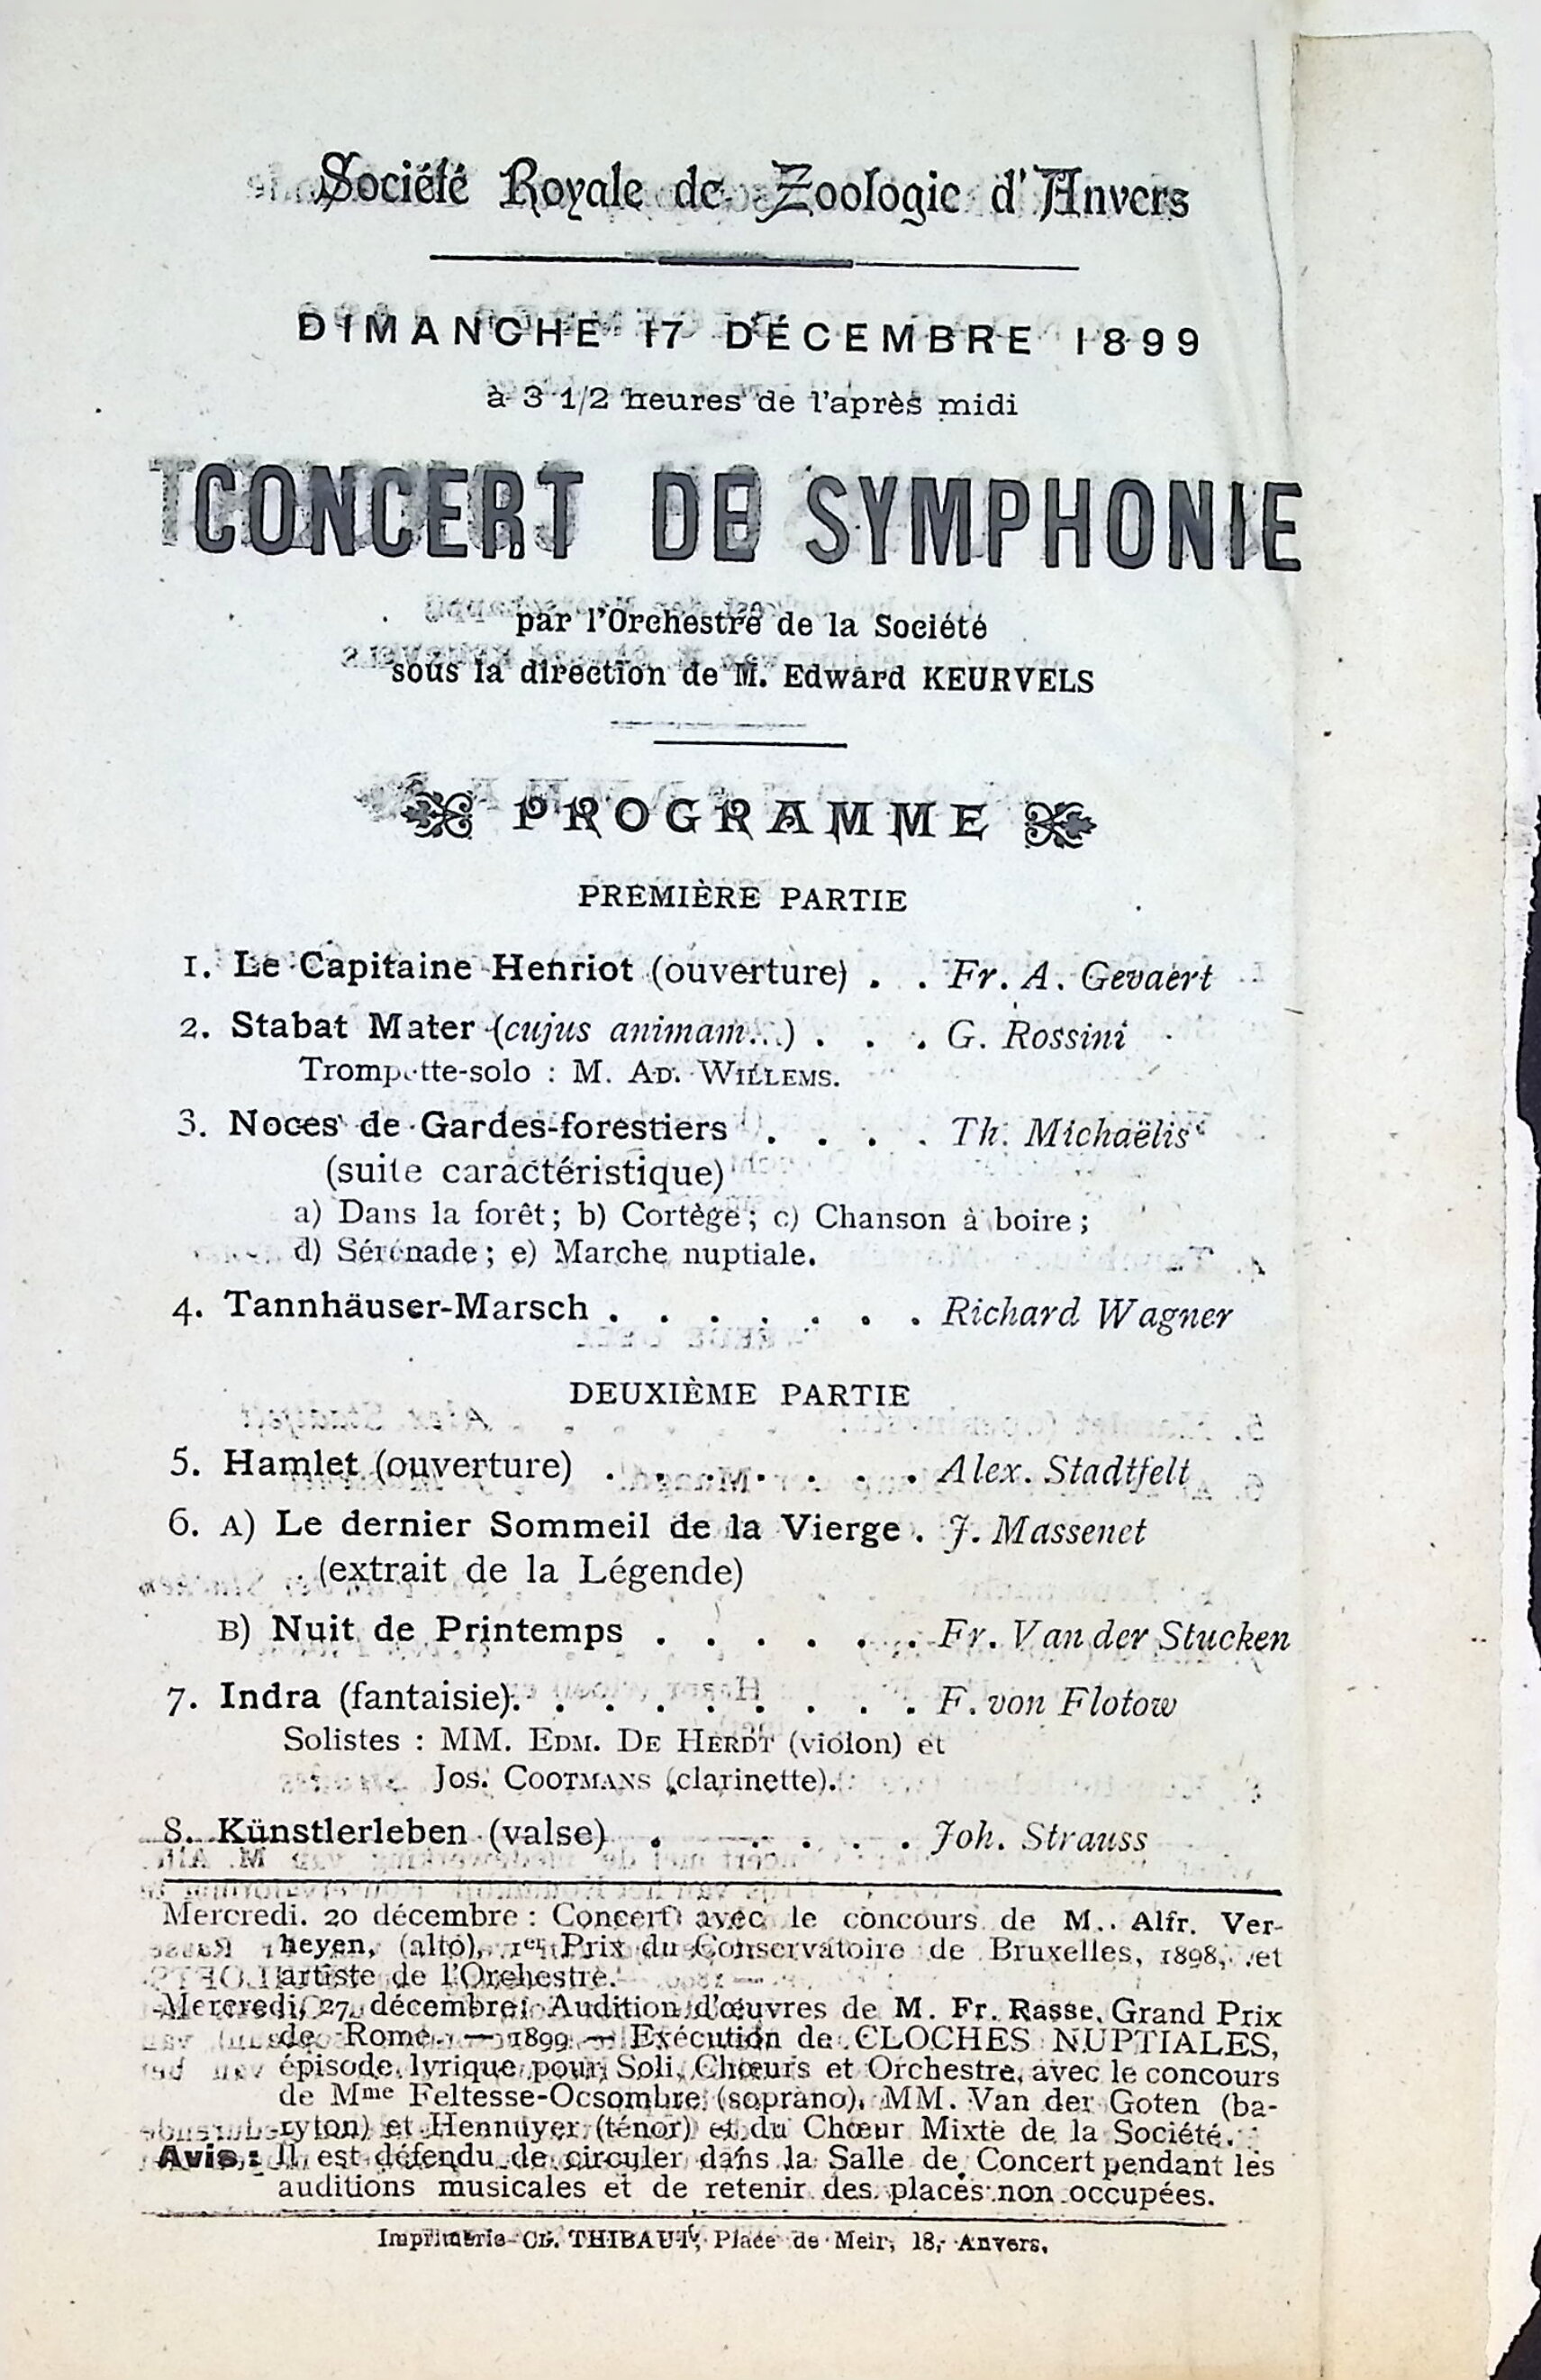 Société Royale de Zoologie d'Anvers
DIMANCHE 17 DÉCEMBRE 1899
à 3 1/2 heures de l'après midi
CONCERT DE SYMPHONIE
par l'Orchestre de la Société
sous la direction de M. Edward KEURVELS
PROGRAMME
PREMIÈRE PARTIE
1. Le Capitaine Henriot (ouverture) . . Fr. A. Gevaert
2. Stabat Mater (cujus animam...) . . . G. Rossini
Trompette-solo : M. AD. WILLEMS.
3. Noces de Gardes-forestiers . . . . Th. Michaëlis
(suite caractéristique)
a) Dans la forêt ; b) Cortège ; c) Chanson à boire ;
d) Sérénade ; e) Marche nuptiale.
4. Tannhäuser-Marsch . . . . . . . Richard Wagner
DEUXIÈME PARTIE
5. Hamlet (ouverture) . . . . . . . Alex. Stadtfelt
6. A) Le dernier Sommeil de la Vierge . J. Massenet
(extrait de la Légende)
B) Nuit de Printemps . . . . . . Fr. Van der Stucken
7. Indra (fantaisie). . . . . . . . . F. von Flotow
Solistes : MM. EDM. DE HERDT (violon) et
Jos. COOTMANS (clarinette).
8. Künstlerleben (valse) . . . . . . Joh. Strauss
Mercredi. 20 décembre : Concert avec le concours de M. Alfr. Ver-
heyen, (alto), 1er Prix du Conservatoire de Bruxelles, 1898, et
artiste de l'Orchestre.
Mercredi, 27 décembre : Audition d'œuvres de M. Fr. Rasse, Grand Prix
de Rome. — 1899 — Exécution de CLOCHES NUPTIALES,
épisode lyrique pour Soli, Chœurs et Orchestre, avec le concours
de Mme Feltesse-Ocsombre (soprano), MM. Van der Goten (ba-
ryton) et Hennuyer (ténor) et du Chœur Mixte de la Société.
Avis : Il est défendu de circuler dans la Salle de Concert pendant les
auditions musicales et de retenir des places non occupées.
Imprimerie CH. THIBAUT, Place de Meir, 18, Anvers.